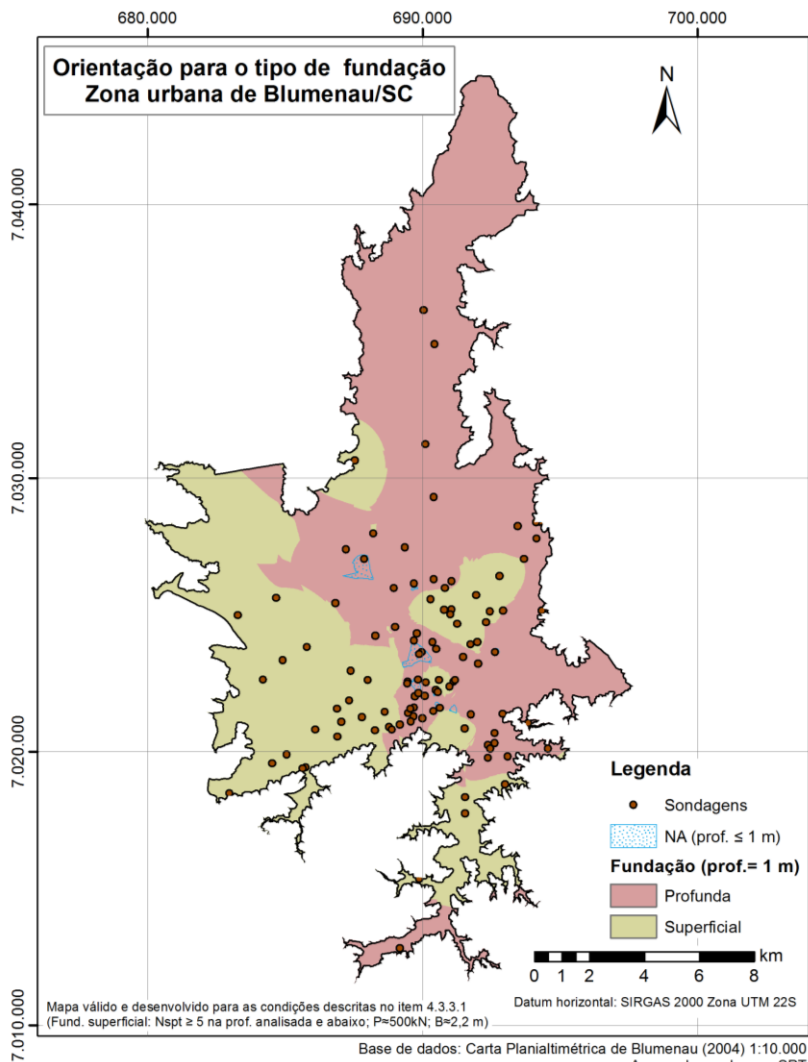 680.000 690.000 700.000
Orientação para o tipo de fundação
Zona urbana de Blumenau/SC
N
7.040.000
7.030.000
7.020.000
7.010.000
Legenda
Sondagens
NA (prof. ≤ 1 m)
Fundação (prof.= 1 m)
Profunda
Superficial
km
0 1 2 4 6 8
Mapa válido e desenvolvido para as condições descritas no item 4.3.3.1
(Fund. superficial: Nspt ≥ 5 na prof. analisada e abaixo; P≈500kN; B≈2,2 m)
Datum horizontal: SIRGAS 2000 Zona UTM 22S
Base de dados: Carta Planialtimétrica de Blumenau (2004) 1:10.000